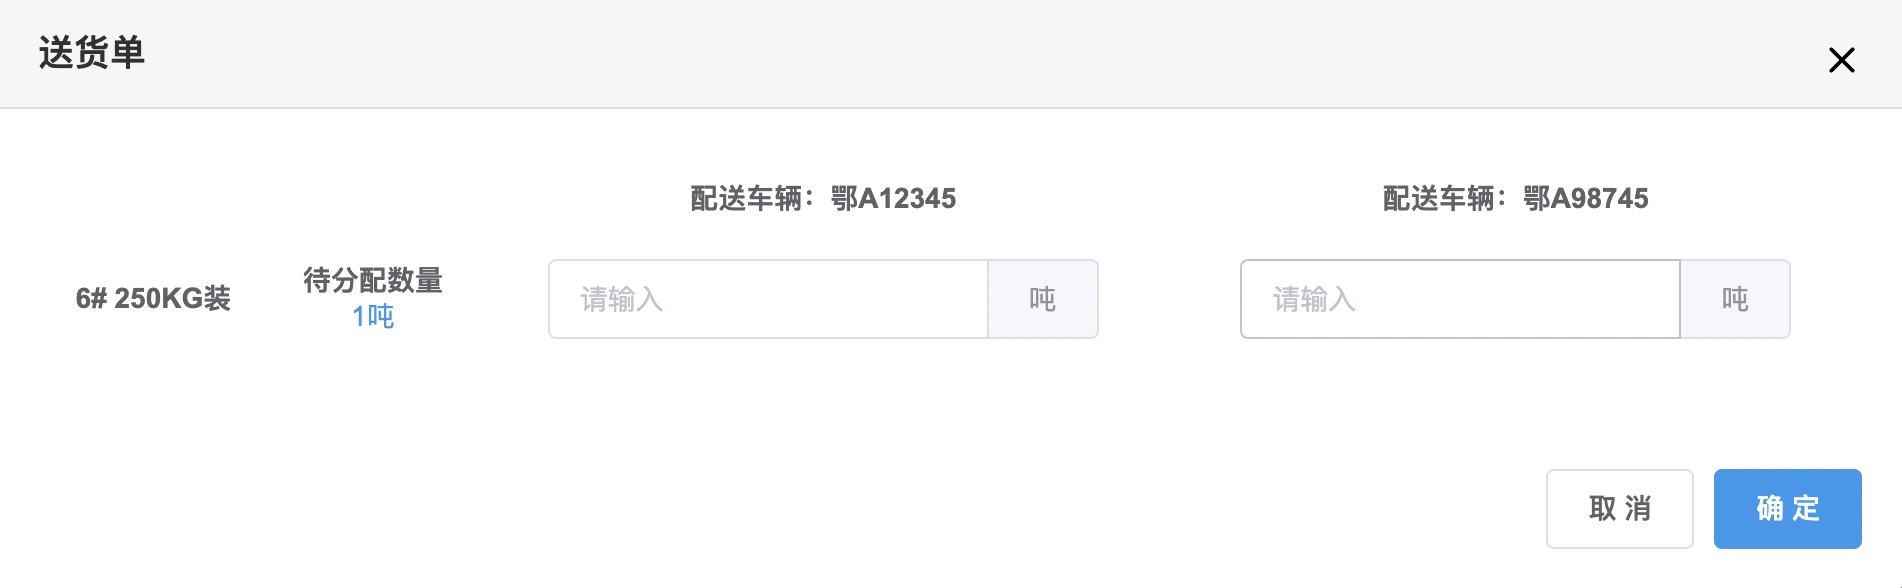 送货单
配送车辆：鄂A12345
配送车辆：鄂A98745
6# 250KG装
待分配数量
1吨
请输入
吨
请输入
吨
取 消
确 定